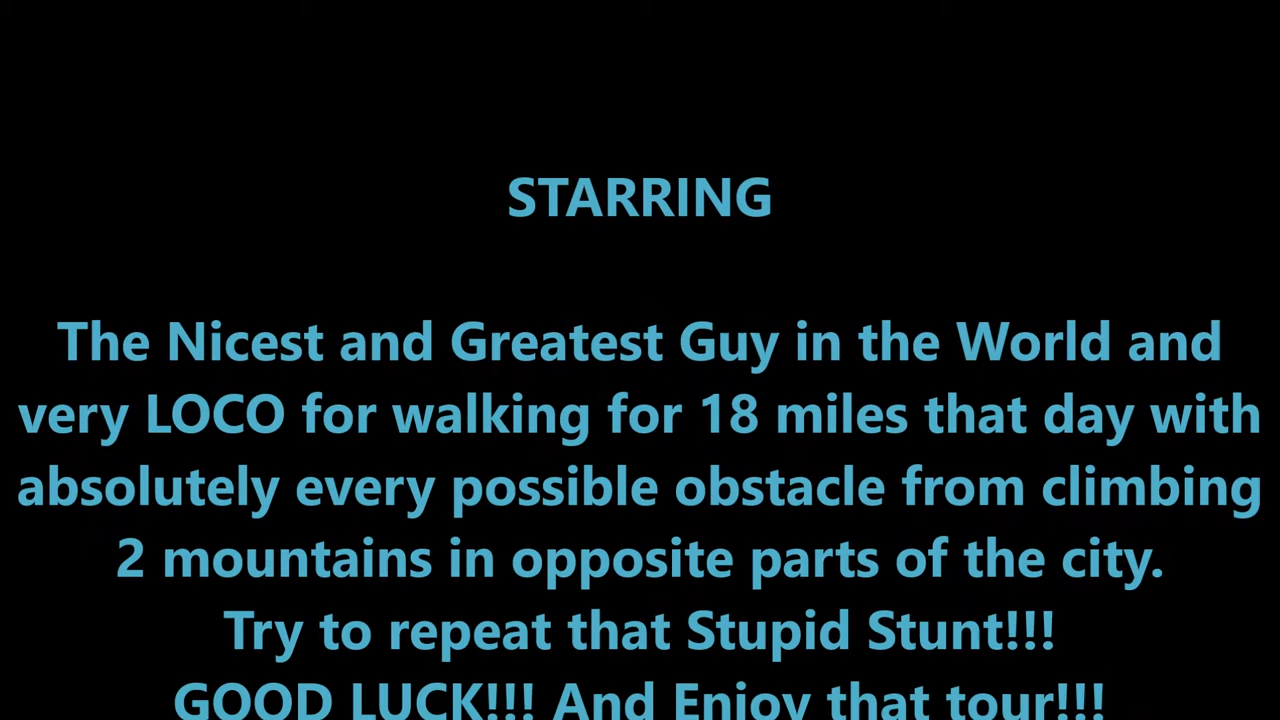 STARRING
The Nicest and Greatest Guy in the World and
very LOCO for walking for 18 miles that day with
absolutely every possible obstacle from climbing
2 mountains in opposite parts of the city.
Try to repeat that Stupid Stunt!!!
GOOD LUCK!!! And Enjoy that tour!!!